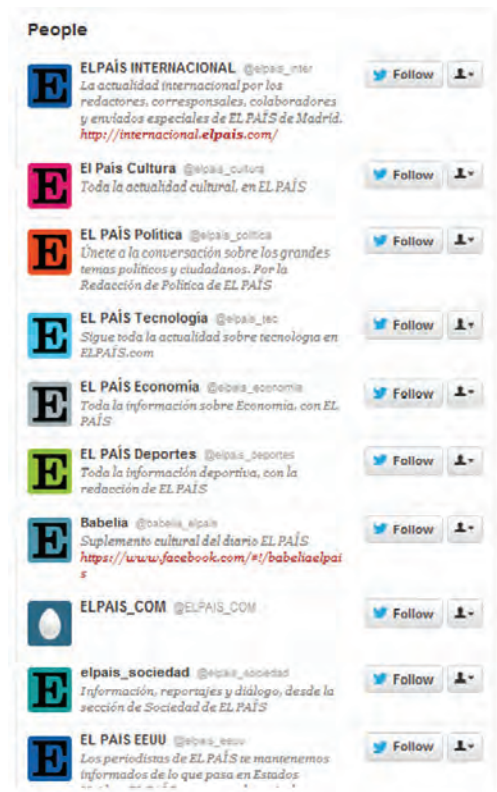 People
ELPAÍS INTERNACIONAL @elpais_inter
Follow
La actualidad internacional por los
redactores, corresponsales, colaboradores
y enviados especiales de EL PAÍS de Madrid.
http://internacional.elpais.com/
El País Cultura @elpais_cultura
Follow
Toda la actualidad cultural, en EL PAÍS
EL PAÍS Política @elpais_politica
Follow
Únete a la conversación sobre los grandes
temas políticos y ciudadanos. Por la
Redacción de Política de EL PAÍS
EL PAÍS Tecnología @elpais_tec
Follow
Sigue toda la actualidad sobre tecnología en
ELPAÍS.com
EL PAÍS Economía @elpais_economia
Follow
Toda la información sobre Economía, con EL
PAÍS
EL PAÍS Deportes @elpais_deportes
Follow
Toda la información deportiva, con la
redacción de EL PAÍS
Babelia @babelia_elpais
Follow
Suplemento cultural del diario EL PAÍS
https://www.facebook.com/#!/babeliaelpai
s
ELPAIS_COM @ELPAIS_COM
Follow
elpais_sociedad @elpais_sociedad
Follow
Información, reportajes y diálogo, desde la
sección de Sociedad de EL PAÍS
EL PAIS EEUU @elpais_eeuu
Follow
Los periodistas de EL PAÍS te mantenemos
informados de lo que pasa en Estados